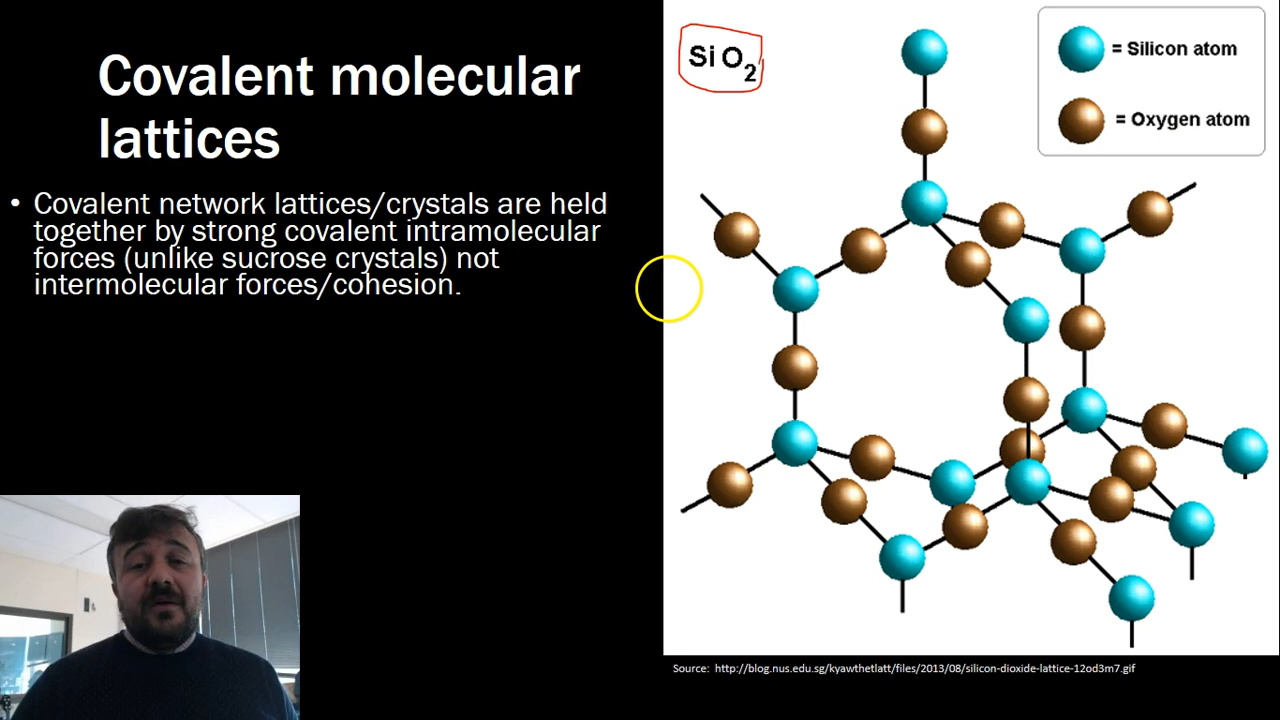 Covalent molecular
lattices
• Covalent network lattices/crystals are held
together by strong covalent intramolecular
forces (unlike sucrose crystals) not
intermolecular forces/cohesion.
Si O2
= Silicon atom
= Oxygen atom
Source: http://blog.nus.edu.sg/kyawthetlatt/files/2013/08/silicon-dioxide-lattice-12od3m7.gif